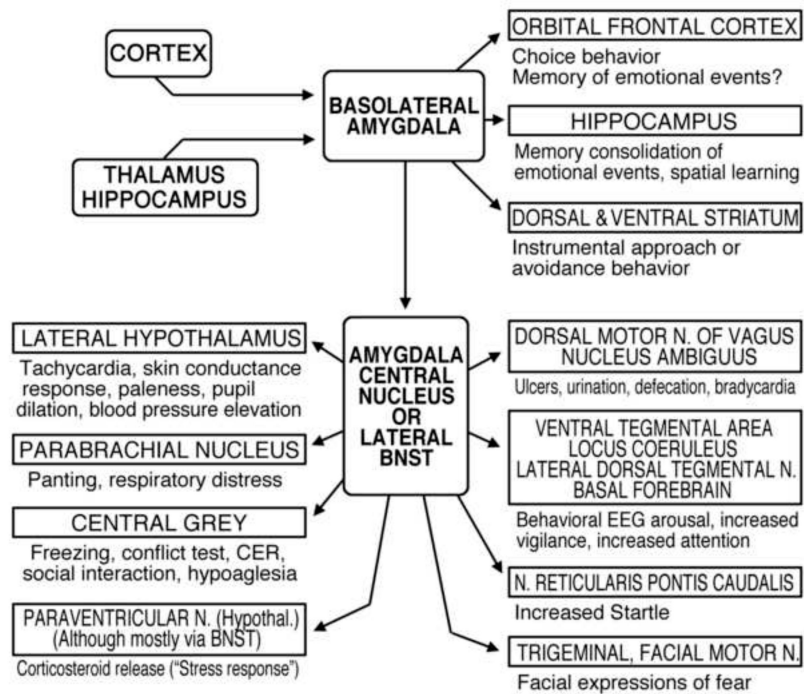 CORTEX
THALAMUS
HIPPOCAMPUS
BASOLATERAL
AMYGDALA
ORBITAL FRONTAL CORTEX
Choice behavior
Memory of emotional events?
HIPPOCAMPUS
Memory consolidation of
emotional events, spatial learning
DORSAL & VENTRAL STRIATUM
Instrumental approach or
avoidance behavior
AMYGDALA
CENTRAL
NUCLEUS
OR
LATERAL
BNST
LATERAL HYPOTHALAMUS
Tachycardia, skin conductance
response, paleness, pupil
dilation, blood pressure elevation
PARABRACHIAL NUCLEUS
Panting, respiratory distress
CENTRAL GREY
Freezing, conflict test, CER,
social interaction, hypoaglesia
PARAVENTRICULAR N. (Hypothal.)
(Although mostly via BNST)
Corticosteroid release ("Stress response")
DORSAL MOTOR N. OF VAGUS
NUCLEUS AMBIGUUS
Ulcers, urination, defecation, bradycardia
VENTRAL TEGMENTAL AREA
LOCUS COERULEUS
LATERAL DORSAL TEGMENTAL N.
BASAL FOREBRAIN
Behavioral EEG arousal, increased
vigilance, increased attention
N. RETICULARIS PONTIS CAUDALIS
Increased Startle
TRIGEMINAL, FACIAL MOTOR N.
Facial expressions of fear